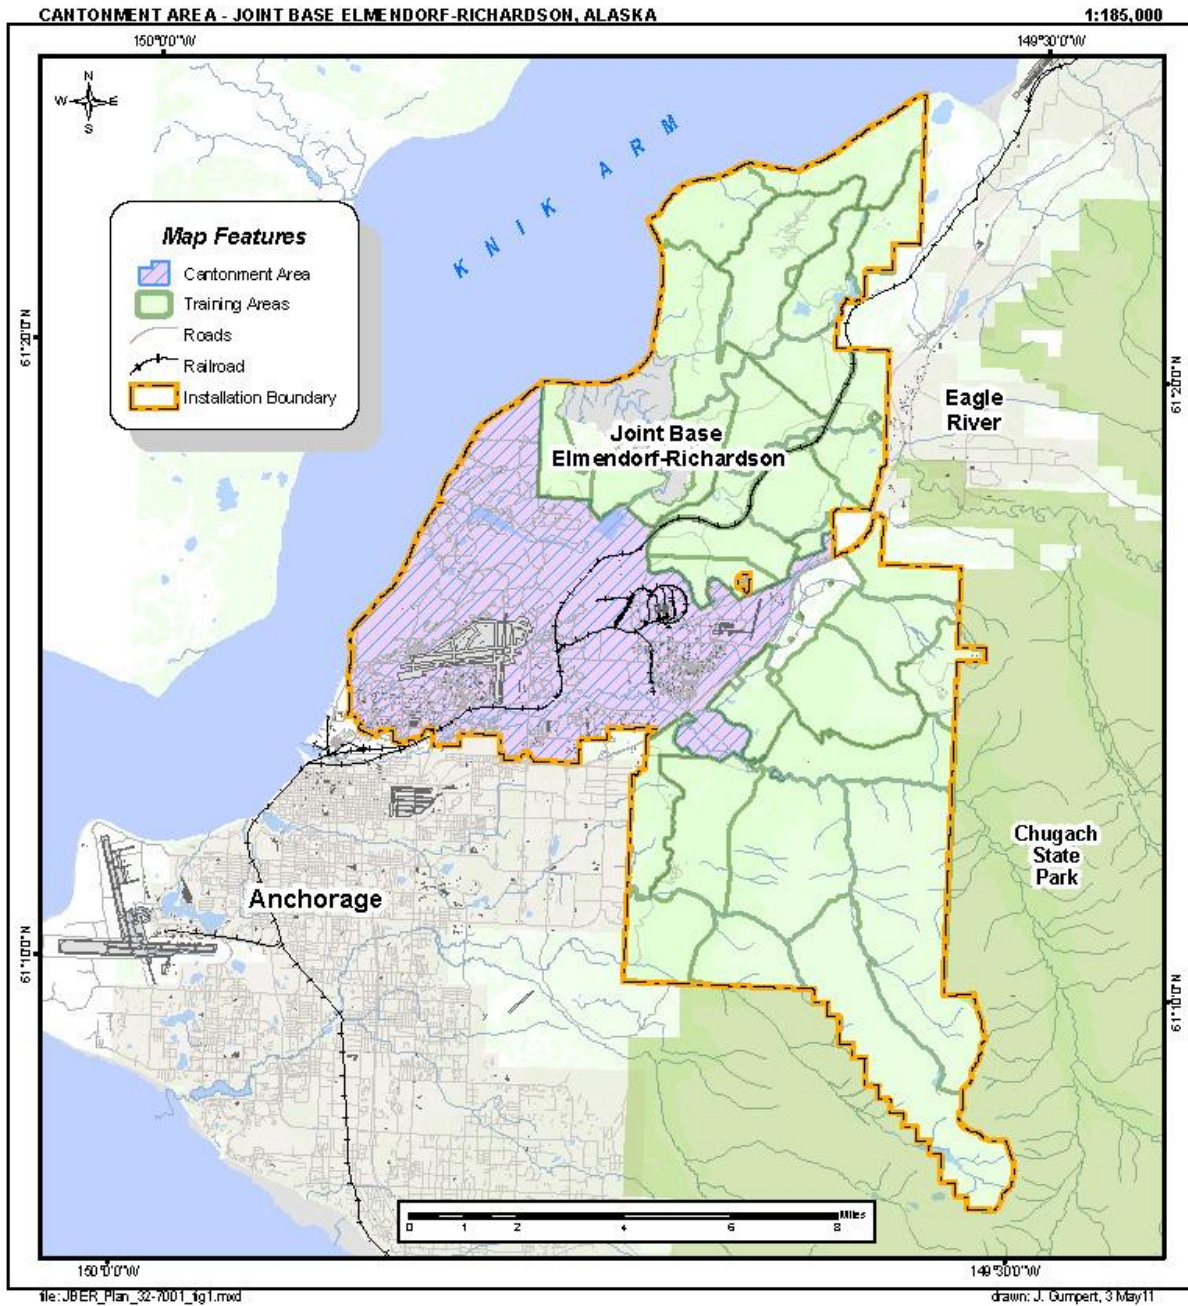 CANTONMENT AREA - JOINT BASE ELMENDORF-RICHARDSON, ALASKA
1:185,000
150°0'0"W
149°30'0"W
N
W E
S
KNIK ARM
Map Features
Cantonment Area
Training Areas
Roads
Railroad
Installation Boundary
61°20'0"N
61°20'0"N
Eagle
River
Joint Base
Elmendorf-Richardson
Chugach
State
Park
Anchorage
61°10'0"N
61°10'0"N
Miles
0 1 2 4 6 8
150°0'0"W
149°30'0"W
file: JBER_Plan_32-7001_fig1.mxd
drawn: J. Gumpert, 3 May11